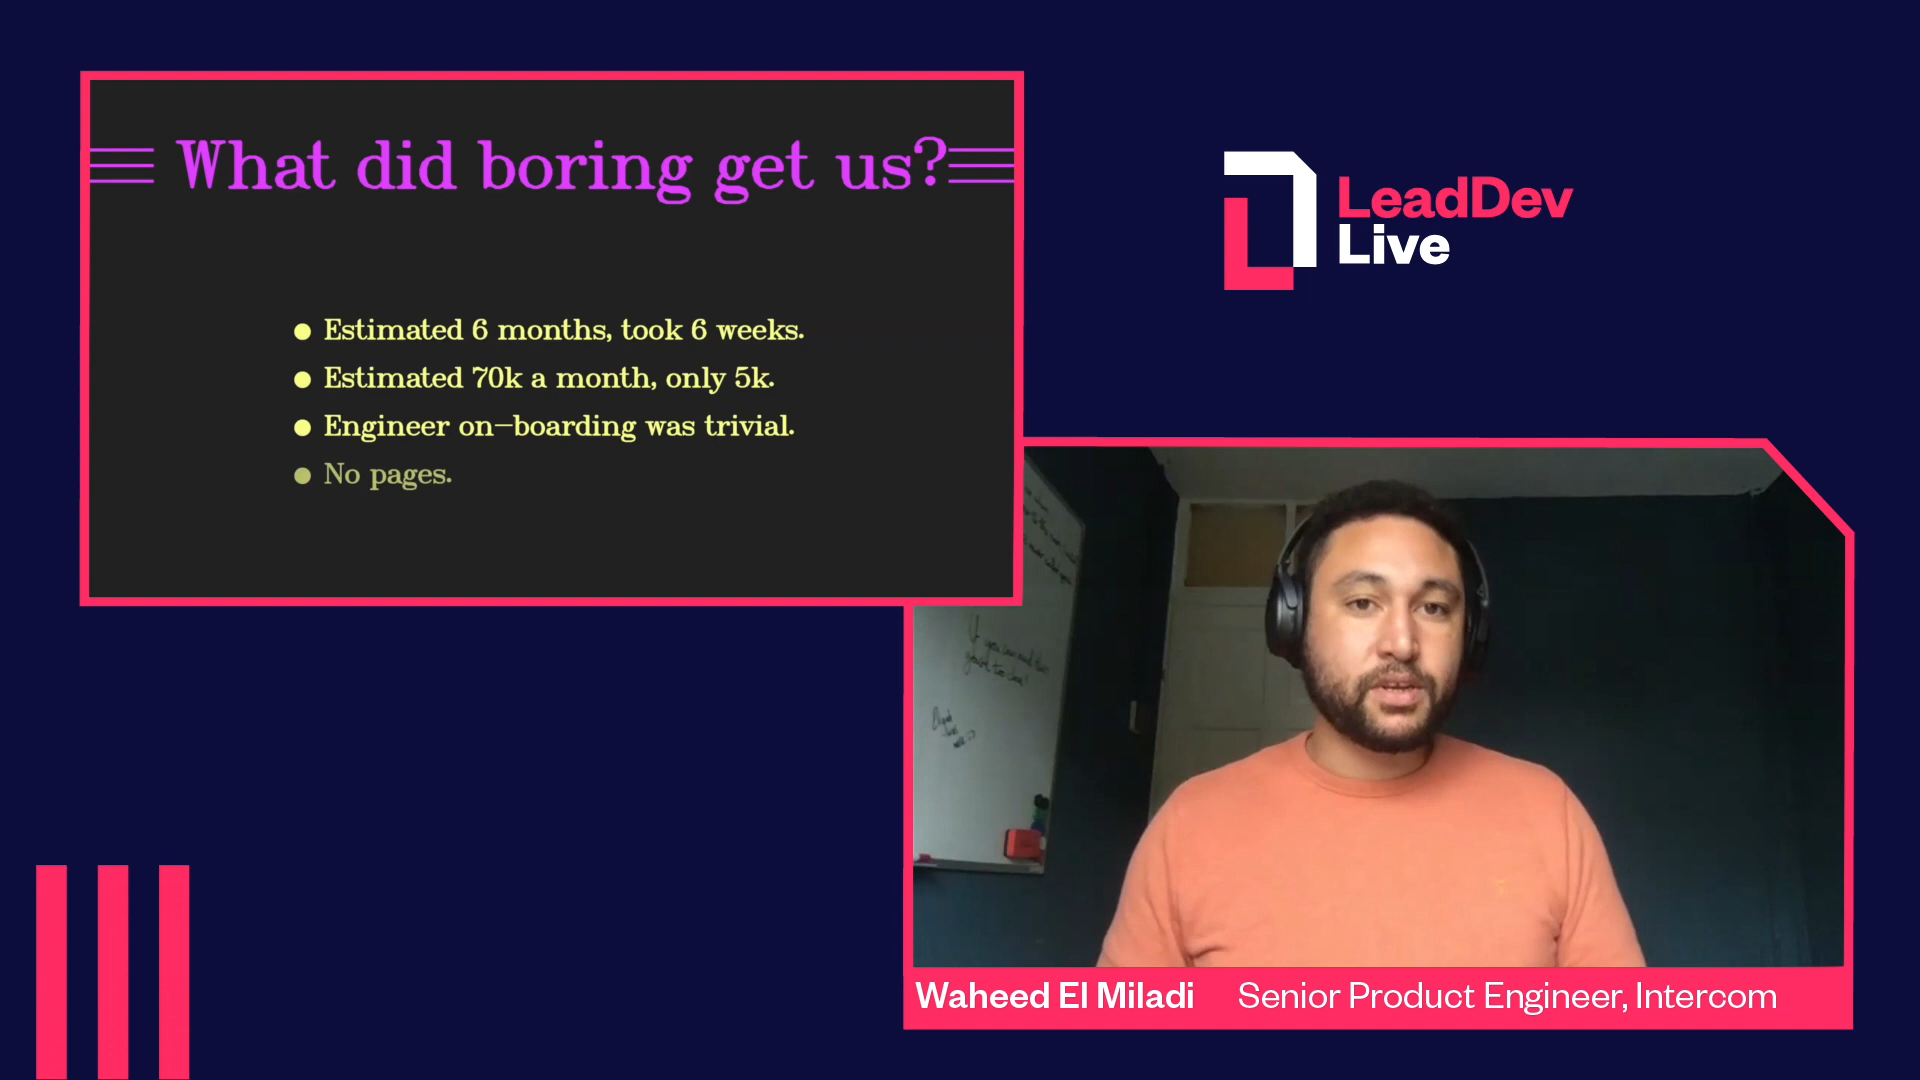 What did boring get us?
Estimated 6 months, took 6 weeks.
Estimated 70k a month, only 5k.
Engineer on-boarding was trivial.
No pages.
LeadDev
Live
Waheed El Miladi Senior Product Engineer, Intercom